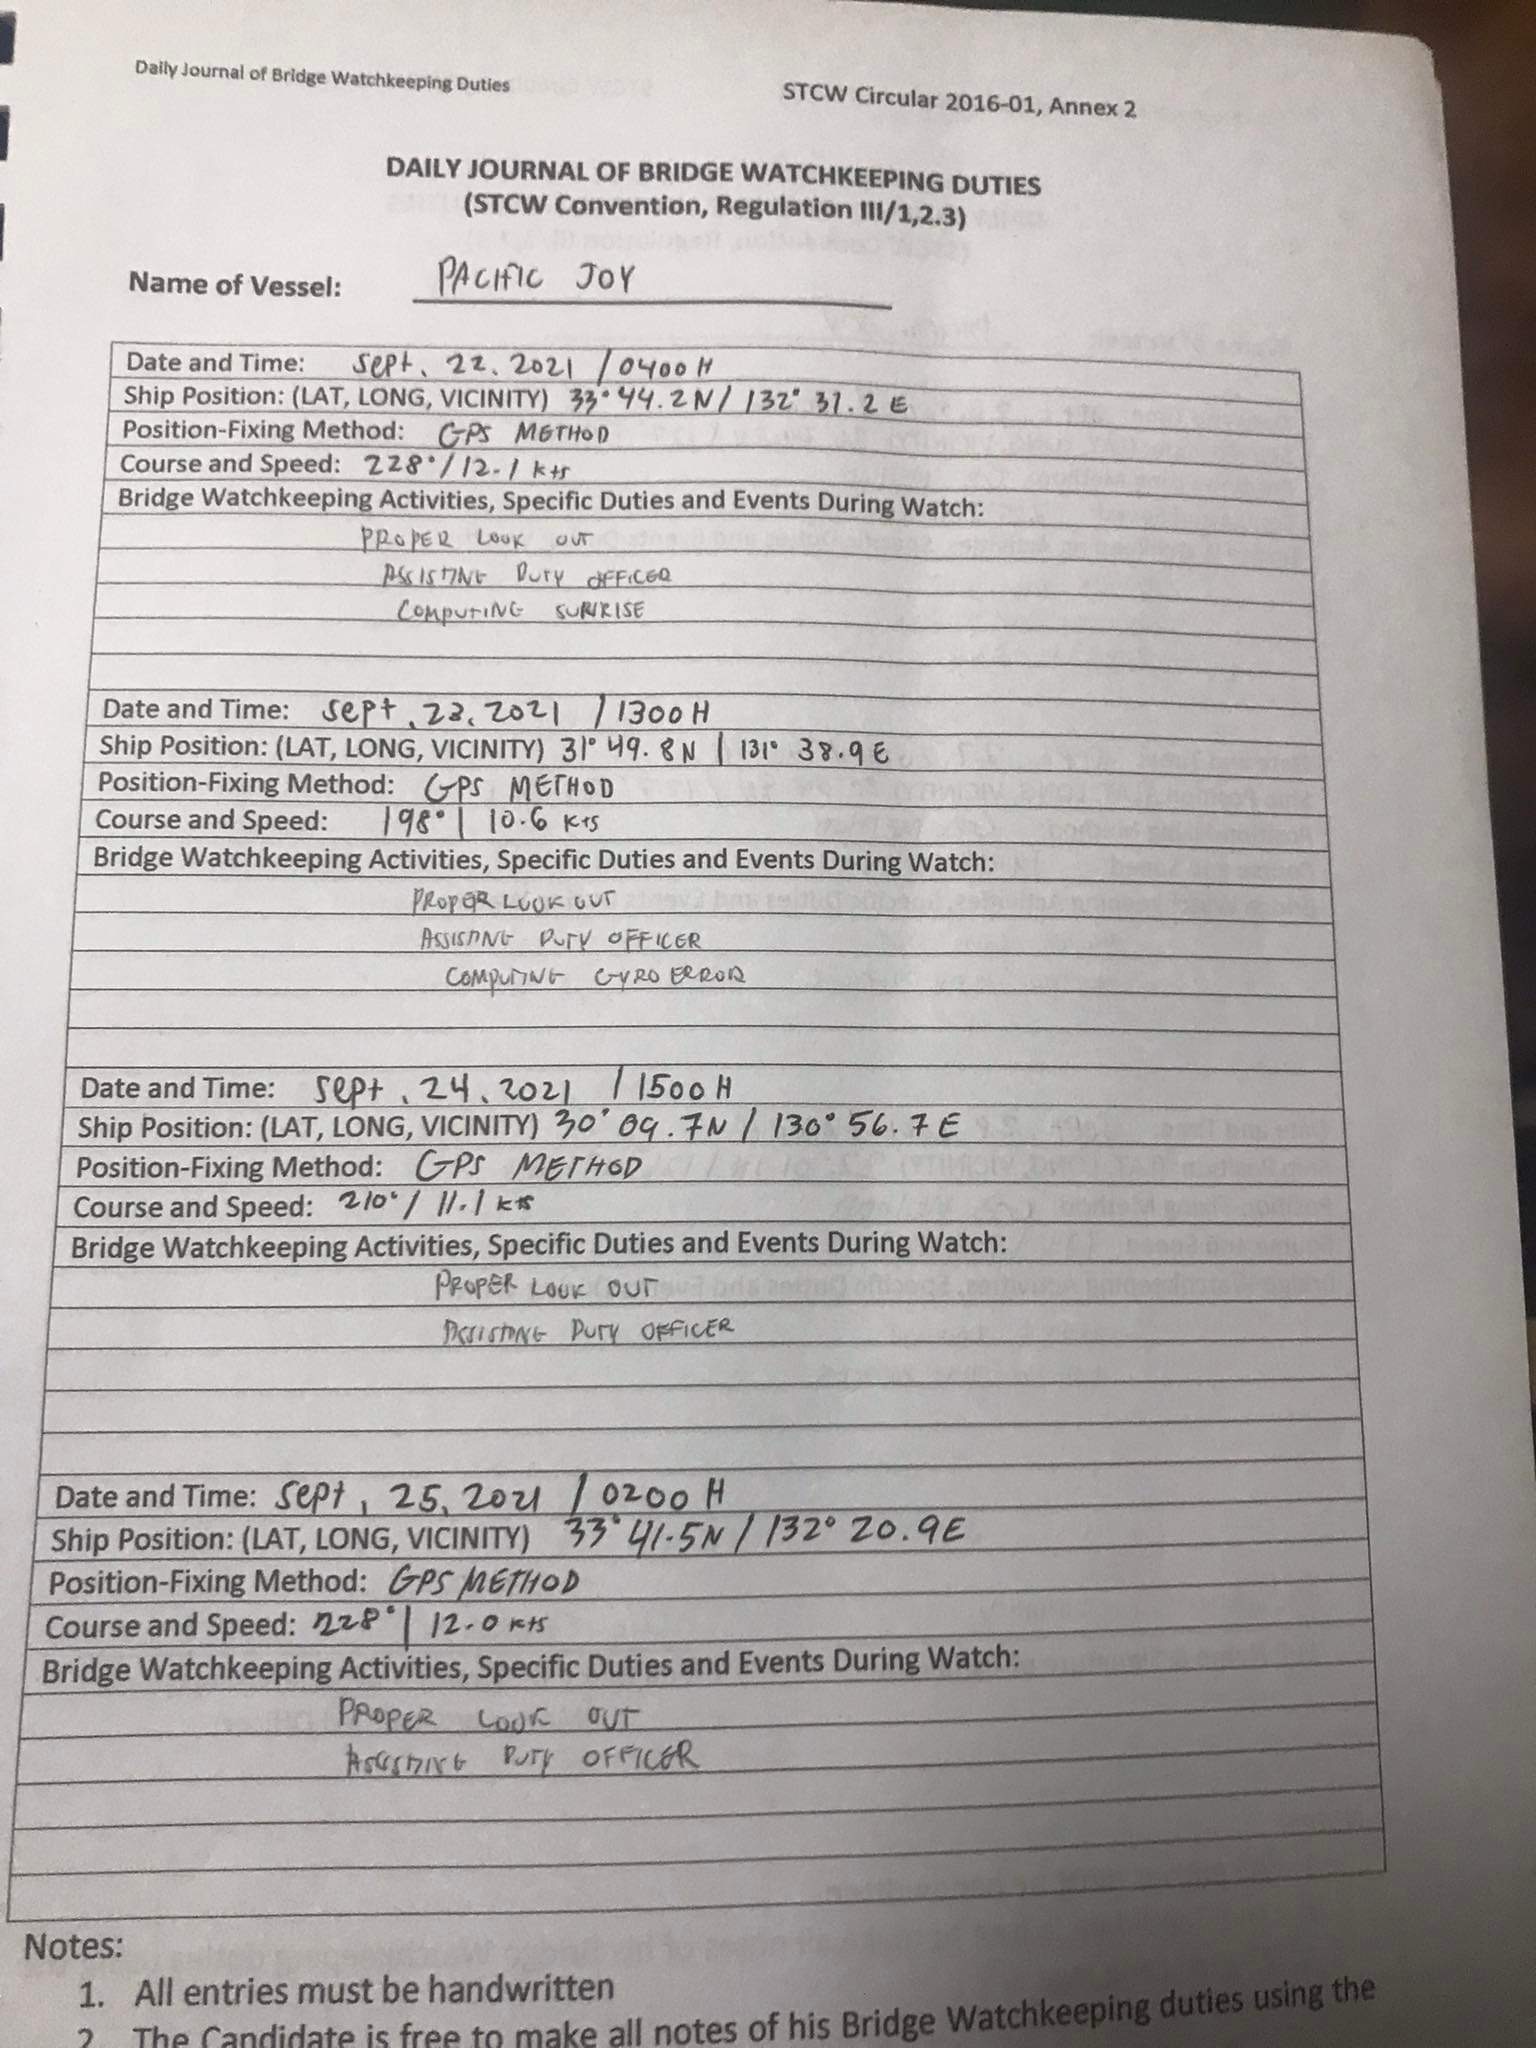 Daily Journal of Bridge Watchkeeping Duties
STCW Circular 2016-01, Annex 2
DAILY JOURNAL OF BRIDGE WATCHKEEPING DUTIES
(STCW Convention, Regulation III/1,2.3)
Name of Vessel: PACIFIC JOY
Date and Time: Sept. 22. 2021 / 0400 H
Ship Position: (LAT, LONG, VICINITY) 33° 44.2 N / 132° 31.2 E
Position-Fixing Method: GPS METHOD
Course and Speed: 228° / 12.1 kts
Bridge Watchkeeping Activities, Specific Duties and Events During Watch:
PROPER LOOK OUT
ASSISTING DUTY OFFICER
COMPUTING SUNRISE
Date and Time: Sept. 23. 2021 / 1300 H
Ship Position: (LAT, LONG, VICINITY) 31° 49.8 N | 131° 38.9 E
Position-Fixing Method: GPS METHOD
Course and Speed: 198° | 10.6 kts
Bridge Watchkeeping Activities, Specific Duties and Events During Watch:
PROPER LOOK OUT
ASSISTING DUTY OFFICER
COMPUTING GYRO ERROR
Date and Time: Sept. 24. 2021 / 1500 H
Ship Position: (LAT, LONG, VICINITY) 30° 09.7N / 130° 56.7 E
Position-Fixing Method: GPS METHOD
Course and Speed: 210° / 11.1 kts
Bridge Watchkeeping Activities, Specific Duties and Events During Watch:
PROPER LOOK OUT
ASSISTING DUTY OFFICER
Date and Time: Sept, 25, 2021 / 0200 H
Ship Position: (LAT, LONG, VICINITY) 33° 41.5N / 132° 20.9E
Position-Fixing Method: GPS METHOD
Course and Speed: 228° | 12.0 kts
Bridge Watchkeeping Activities, Specific Duties and Events During Watch:
PROPER LOOK OUT
ASSISTING DUTY OFFICER
Notes:
1. All entries must be handwritten
2. The Candidate is free to make all notes of his Bridge Watchkeeping duties using the